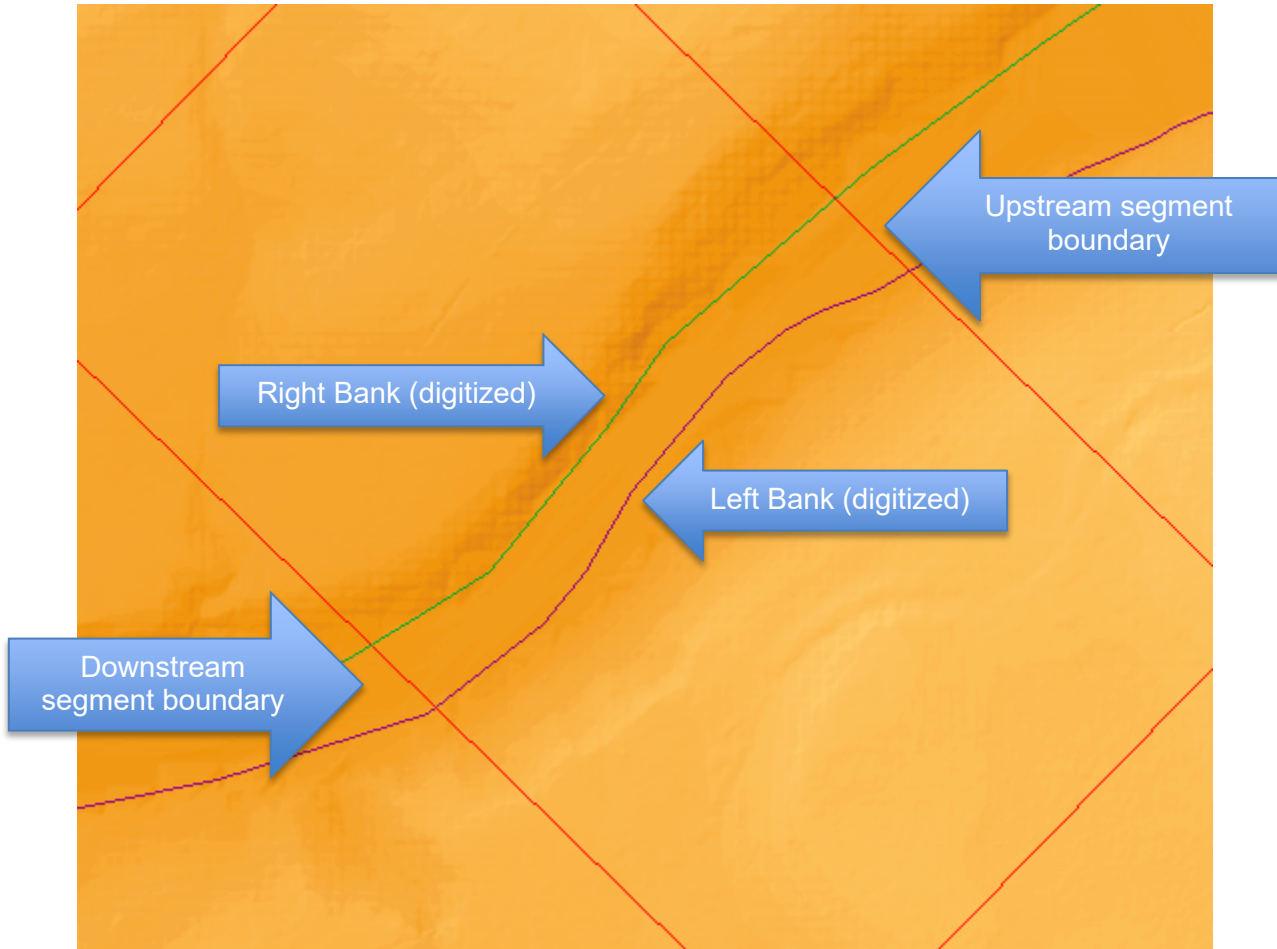 Upstream segment
boundary
Right Bank (digitized)
Left Bank (digitized)
Downstream
segment boundary